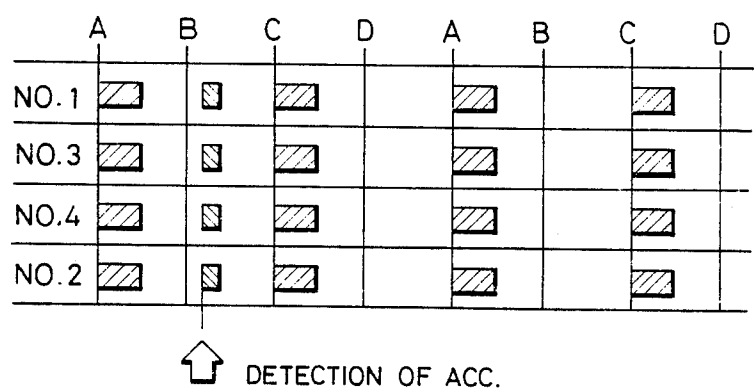 A B C D A B C D
NO.1
NO.3
NO.4
NO.2
DETECTION OF ACC.